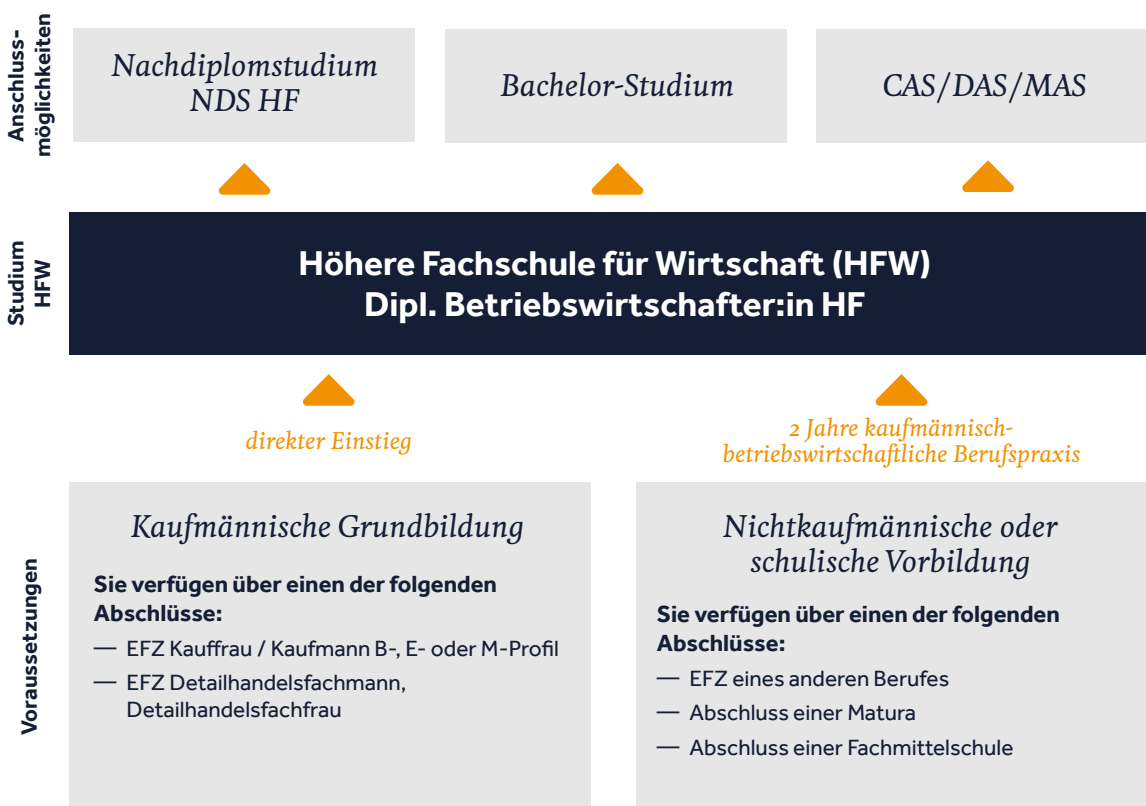 Anschluss-
möglichkeiten
Nachdiplomstudium
NDS HF
Bachelor-Studium
CAS/DAS/MAS
Studium
HFW
Höhere Fachschule für Wirtschaft (HFW)
Dipl. Betriebswirtschafter:in HF
direkter Einstieg
2 Jahre kaufmännisch-
betriebswirtschaftliche Berufspraxis
Voraussetzungen
Kaufmännische Grundbildung
Sie verfügen über einen der folgenden
Abschlüsse:
— EFZ Kauffrau / Kaufmann B-, E- oder M-Profil
— EFZ Detailhandelsfachmann,
Detailhandelsfachfrau
Nichtkaufmännische oder
schulische Vorbildung
Sie verfügen über einen der folgenden
Abschlüsse:
— EFZ eines anderen Berufes
— Abschluss einer Matura
— Abschluss einer Fachmittelschule